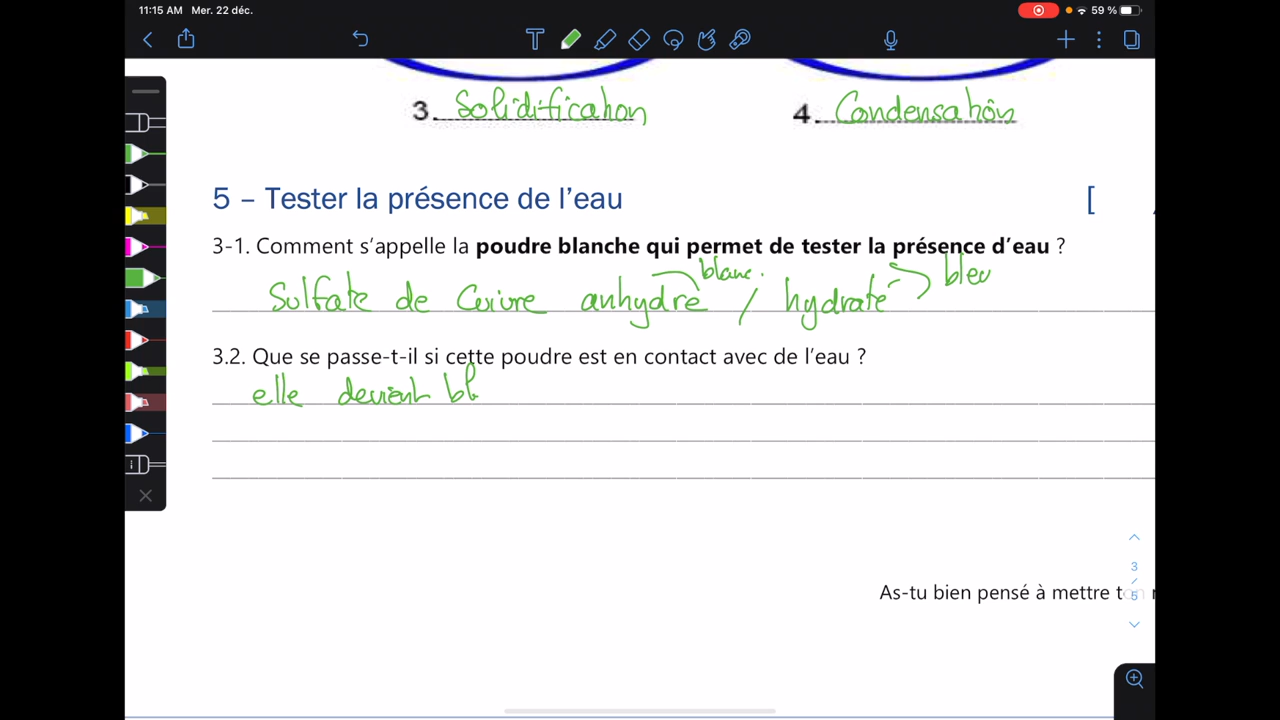 11:15 AM Mer. 22 déc. 59 %
3. Solidification 4. Condensation
5 – Tester la présence de l'eau [
3-1. Comment s'appelle la poudre blanche qui permet de tester la présence d'eau ?
blanc. bleu
Sulfate de Cuivre anhydre / hydraté
3.2. Que se passe-t-il si cette poudre est en contact avec de l'eau ?
elle devient bl
3
/
5
As-tu bien pensé à mettre ton